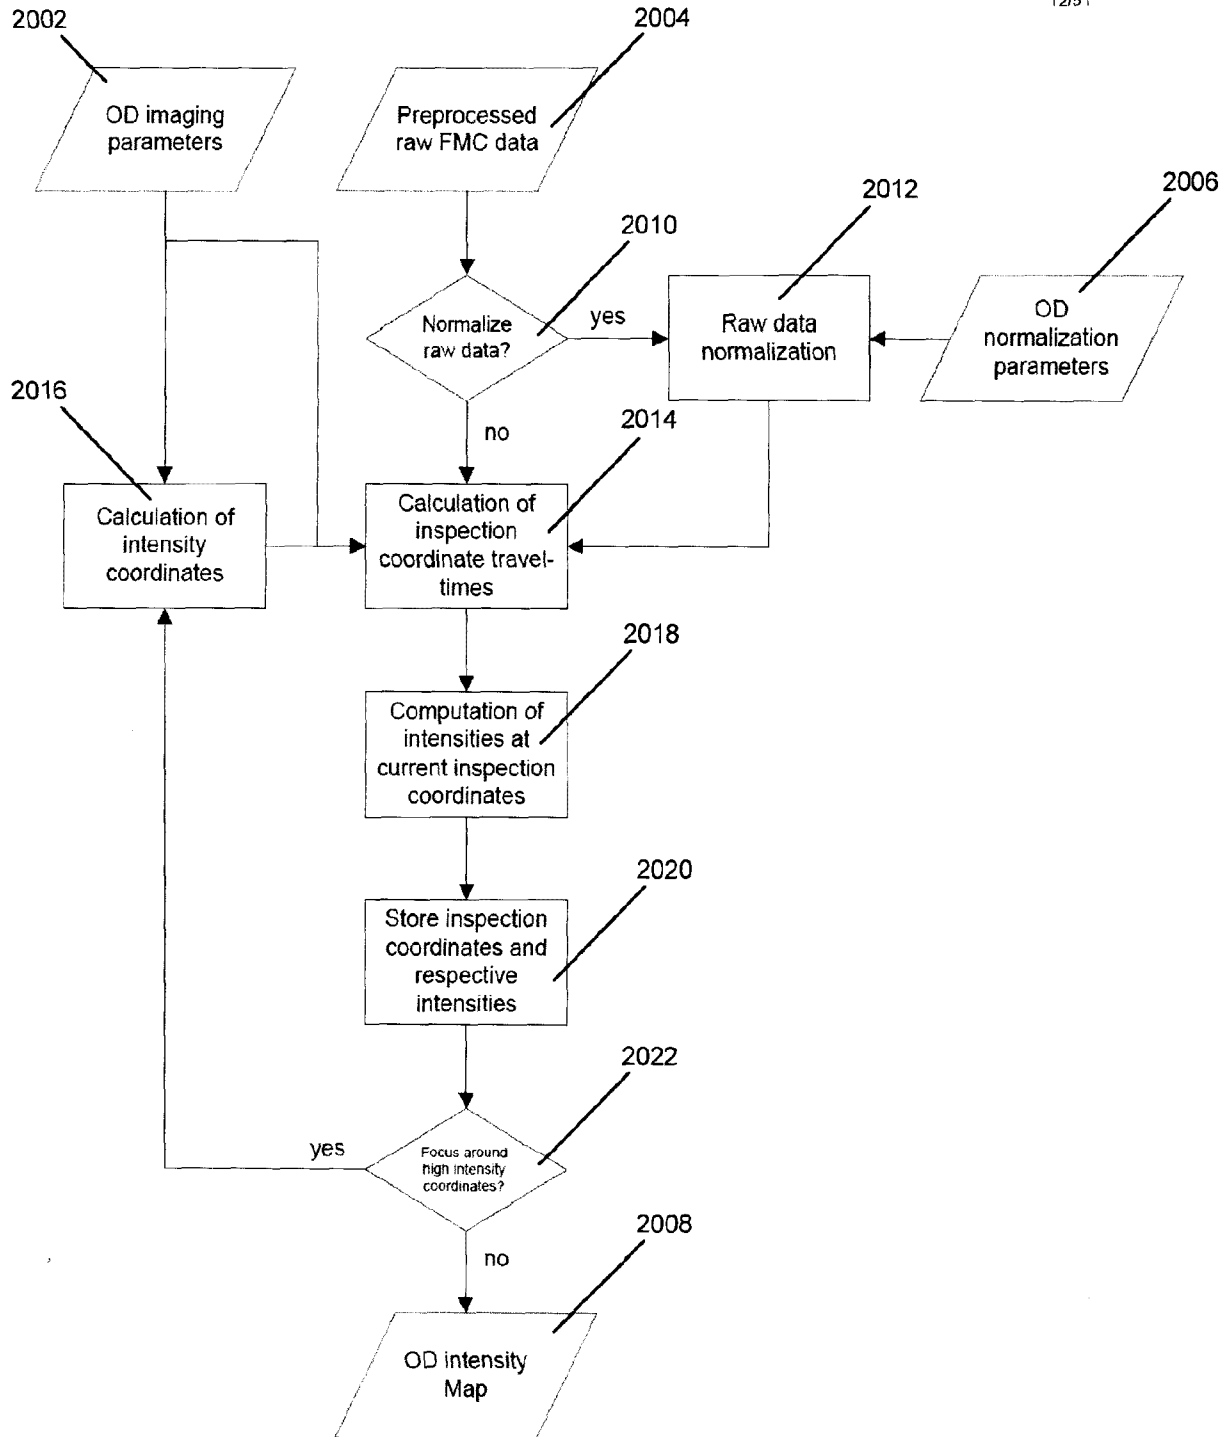 12/51
2002
2004
OD imaging
parameters
Preprocessed
raw FMC data
2006
2012
2010
Normalize
raw data?
yes
Raw data
normalization
OD
normalization
parameters
2016
no
2014
Calculation of
intensity
coordinates
Calculation of
inspection
coordinate travel-
times
2018
Computation of
intensities at
current inspection
coordinates
2020
Store inspection
coordinates and
respective
intensities
2022
yes
Focus around
high intensity
coordinates?
2008
no
OD intensity
Map